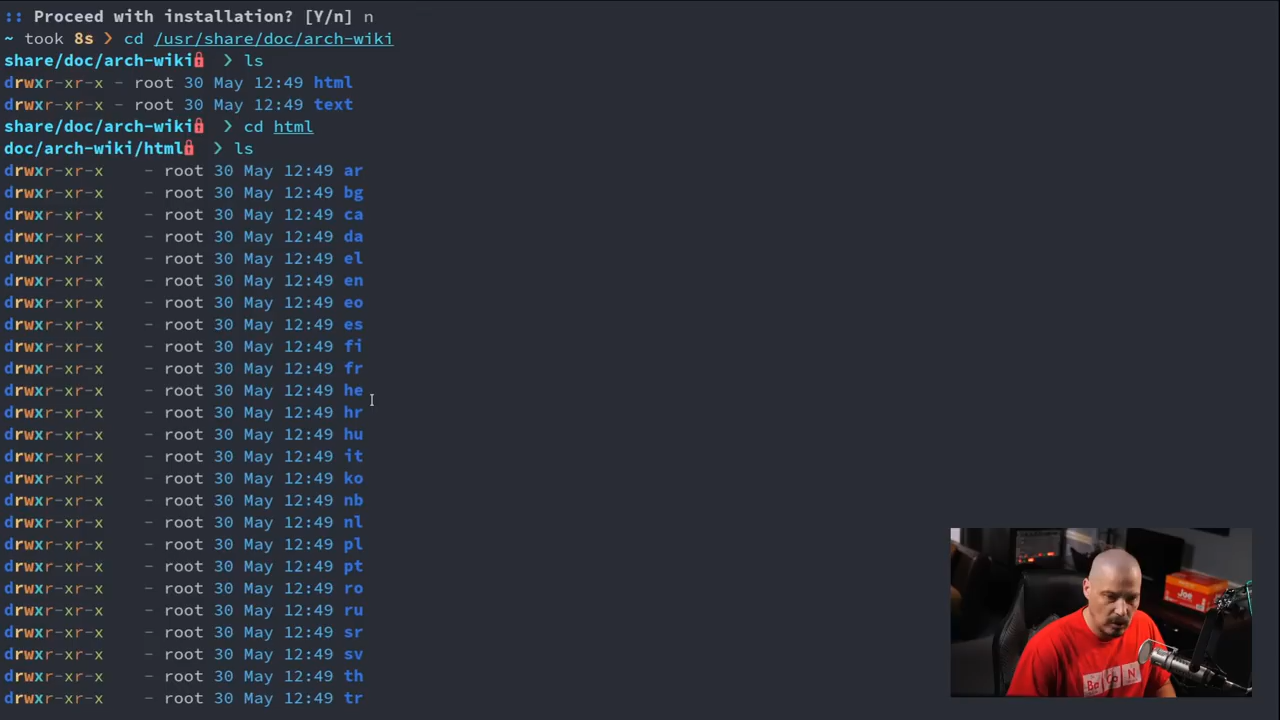 :: Proceed with installation? [Y/n] n
~ took 8s ❯ cd /usr/share/doc/arch-wiki
share/doc/arch-wiki🔒 ❯ ls
drwxr-xr-x - root 30 May 12:49 html
drwxr-xr-x - root 30 May 12:49 text
share/doc/arch-wiki🔒 ❯ cd html
doc/arch-wiki/html🔒 ❯ ls
drwxr-xr-x - root 30 May 12:49 ar
drwxr-xr-x - root 30 May 12:49 bg
drwxr-xr-x - root 30 May 12:49 ca
drwxr-xr-x - root 30 May 12:49 da
drwxr-xr-x - root 30 May 12:49 el
drwxr-xr-x - root 30 May 12:49 en
drwxr-xr-x - root 30 May 12:49 eo
drwxr-xr-x - root 30 May 12:49 es
drwxr-xr-x - root 30 May 12:49 fi
drwxr-xr-x - root 30 May 12:49 fr
drwxr-xr-x - root 30 May 12:49 he
drwxr-xr-x - root 30 May 12:49 hr
drwxr-xr-x - root 30 May 12:49 hu
drwxr-xr-x - root 30 May 12:49 it
drwxr-xr-x - root 30 May 12:49 ko
drwxr-xr-x - root 30 May 12:49 nb
drwxr-xr-x - root 30 May 12:49 nl
drwxr-xr-x - root 30 May 12:49 pl
drwxr-xr-x - root 30 May 12:49 pt
drwxr-xr-x - root 30 May 12:49 ro
drwxr-xr-x - root 30 May 12:49 ru
drwxr-xr-x - root 30 May 12:49 sr
drwxr-xr-x - root 30 May 12:49 sv
drwxr-xr-x - root 30 May 12:49 th
drwxr-xr-x - root 30 May 12:49 tr
JOE
Ba Co N